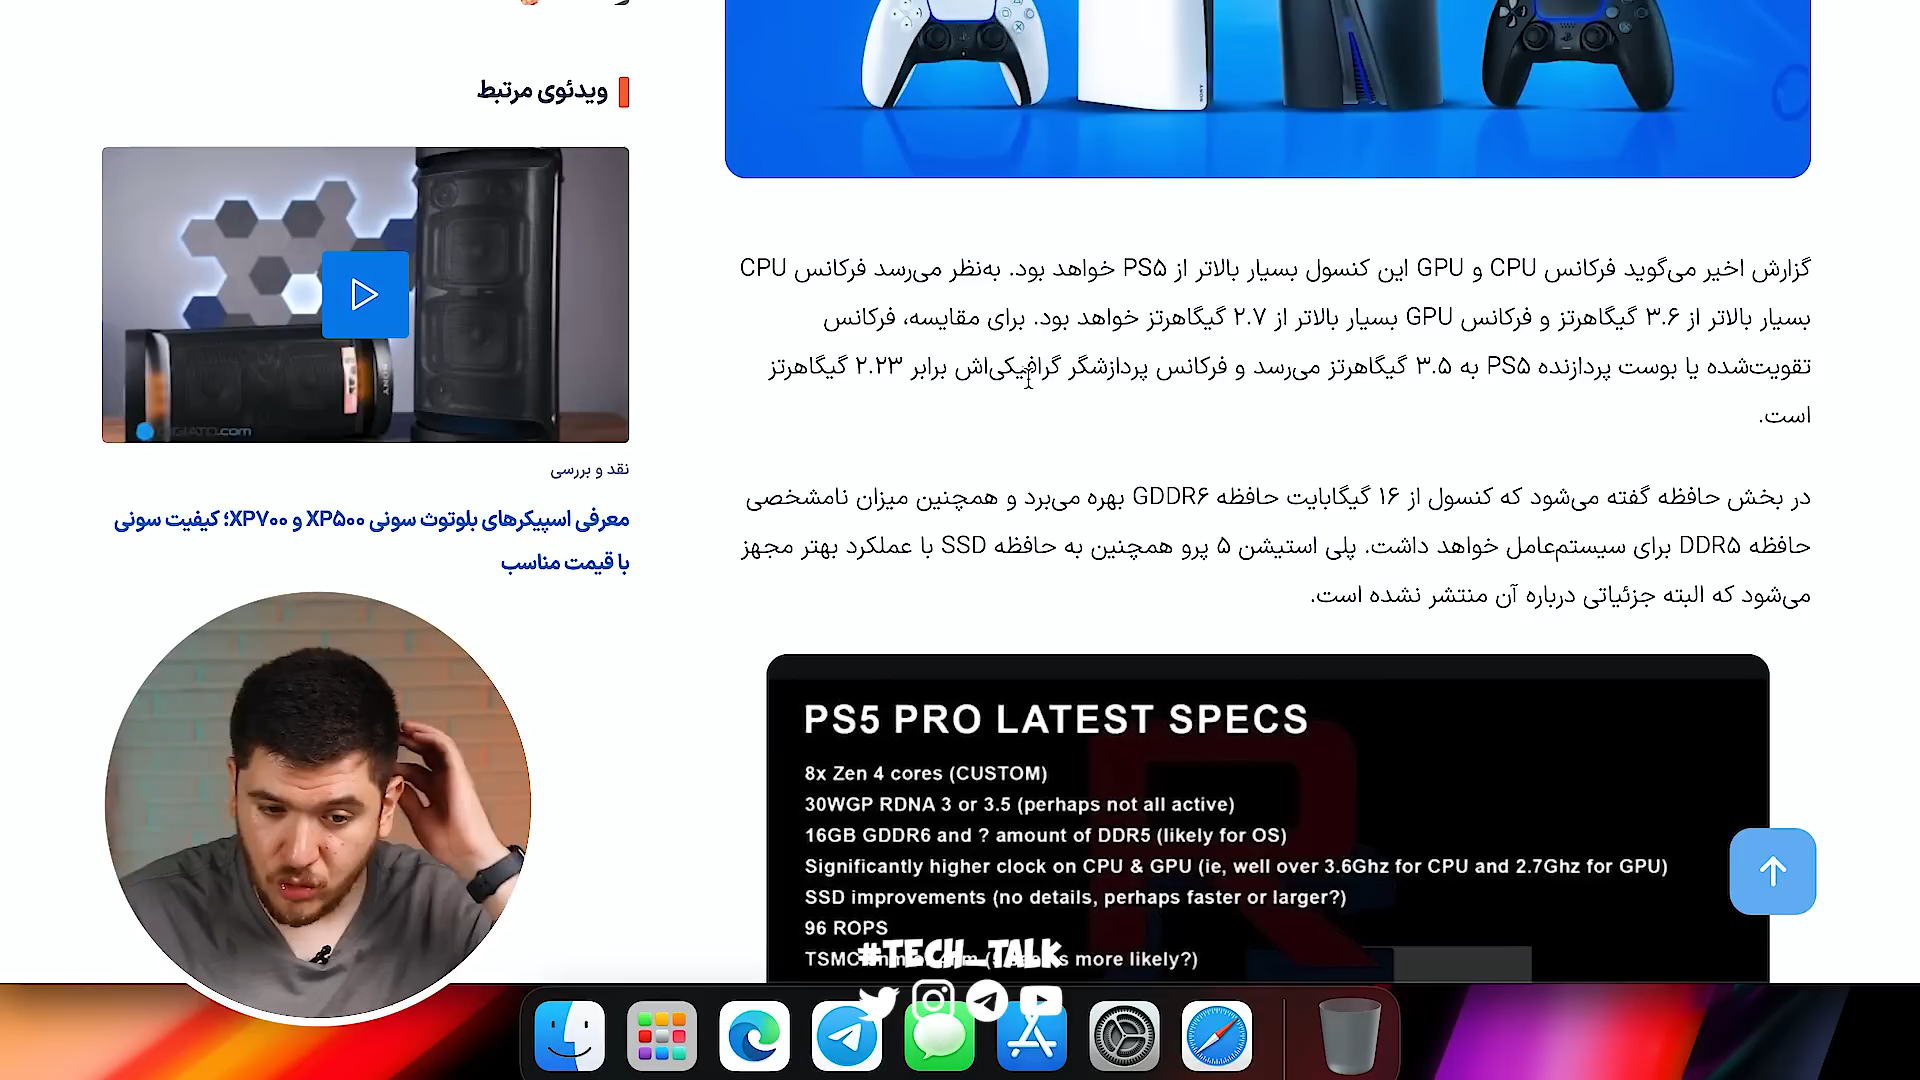 ویدئوی مرتبط
DIGIATO.com
نقد و بررسی
معرفی اسپیکرهای بلوتوث سونی XP۵۰۰ و XP۷۰۰؛ کیفیت سونی
با قیمت مناسب
SONY
گزارش اخیر می‌گوید فرکانس CPU و GPU این کنسول بسیار بالاتر از PS۵ خواهد بود. به‌نظر می‌رسد فرکانس CPU
بسیار بالاتر از ۳.۶ گیگاهرتز و فرکانس GPU بسیار بالاتر از ۲.۷ گیگاهرتز خواهد بود. برای مقایسه، فرکانس
تقویت‌شده یا بوست پردازنده PS۵ به ۳.۵ گیگاهرتز می‌رسد و فرکانس پردازشگر گرافیکی‌اش برابر ۲.۲۳ گیگاهرتز
است.
در بخش حافظه گفته می‌شود که کنسول از ۱۶ گیگابایت حافظه GDDR۶ بهره می‌برد و همچنین میزان نامشخصی
حافظه DDR۵ برای سیستم‌عامل خواهد داشت. پلی استیشن ۵ پرو همچنین به حافظه SSD با عملکرد بهتر مجهز
می‌شود که البته جزئیاتی درباره آن منتشر نشده است.
PS5 PRO LATEST SPECS
8x Zen 4 cores (CUSTOM)
30WGP RDNA 3 or 3.5 (perhaps not all active)
16GB GDDR6 and ? amount of DDR5 (likely for OS)
Significantly higher clock on CPU & GPU (ie, well over 3.6Ghz for CPU and 2.7Ghz for GPU)
SSD improvements (no details, perhaps faster or larger?)
96 ROPS
TSMC more likely?)
#TECH_TALK